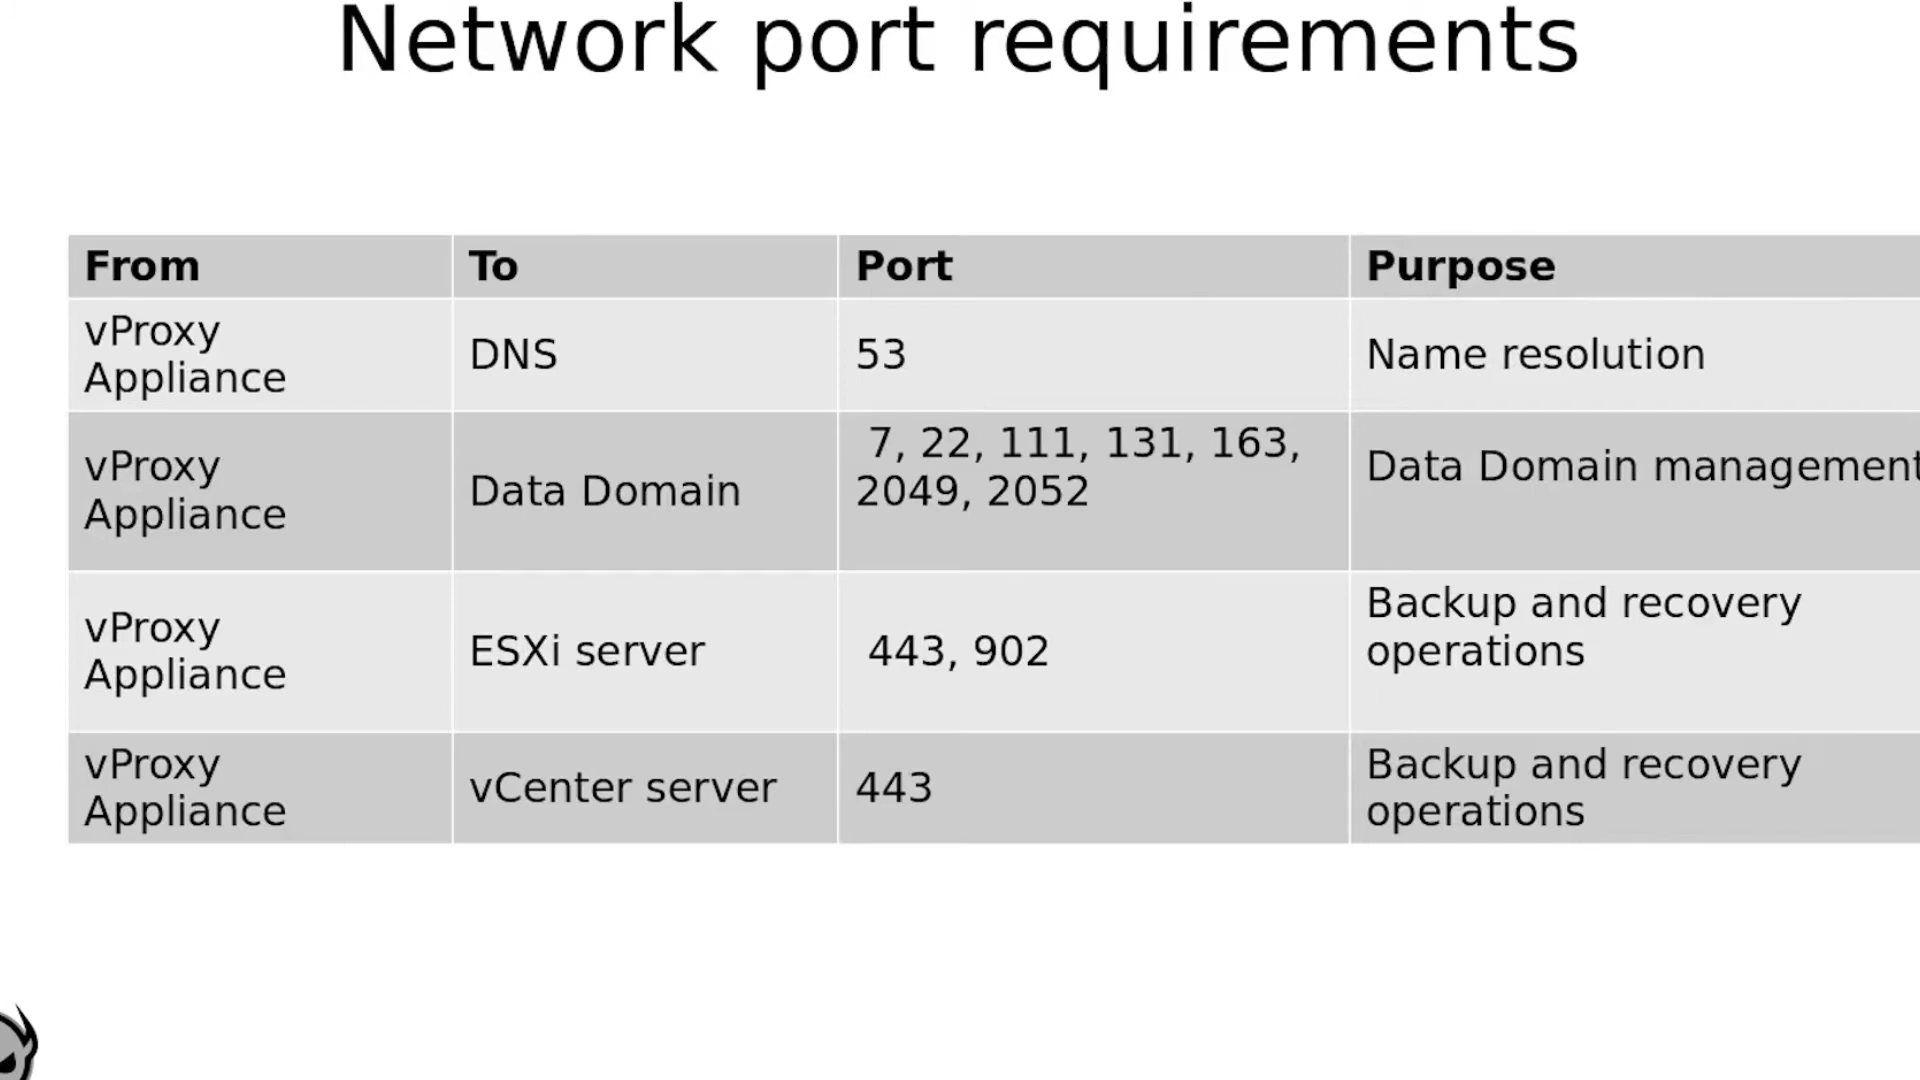 Network port requirements
From To Port Purpose
vProxy
Appliance
DNS
53
Name resolution
vProxy
Appliance
Data Domain
7, 22, 111, 131, 163,
2049, 2052
Data Domain management
vProxy
Appliance
ESXi server
443, 902
Backup and recovery
operations
vProxy
Appliance
vCenter server
443
Backup and recovery
operations